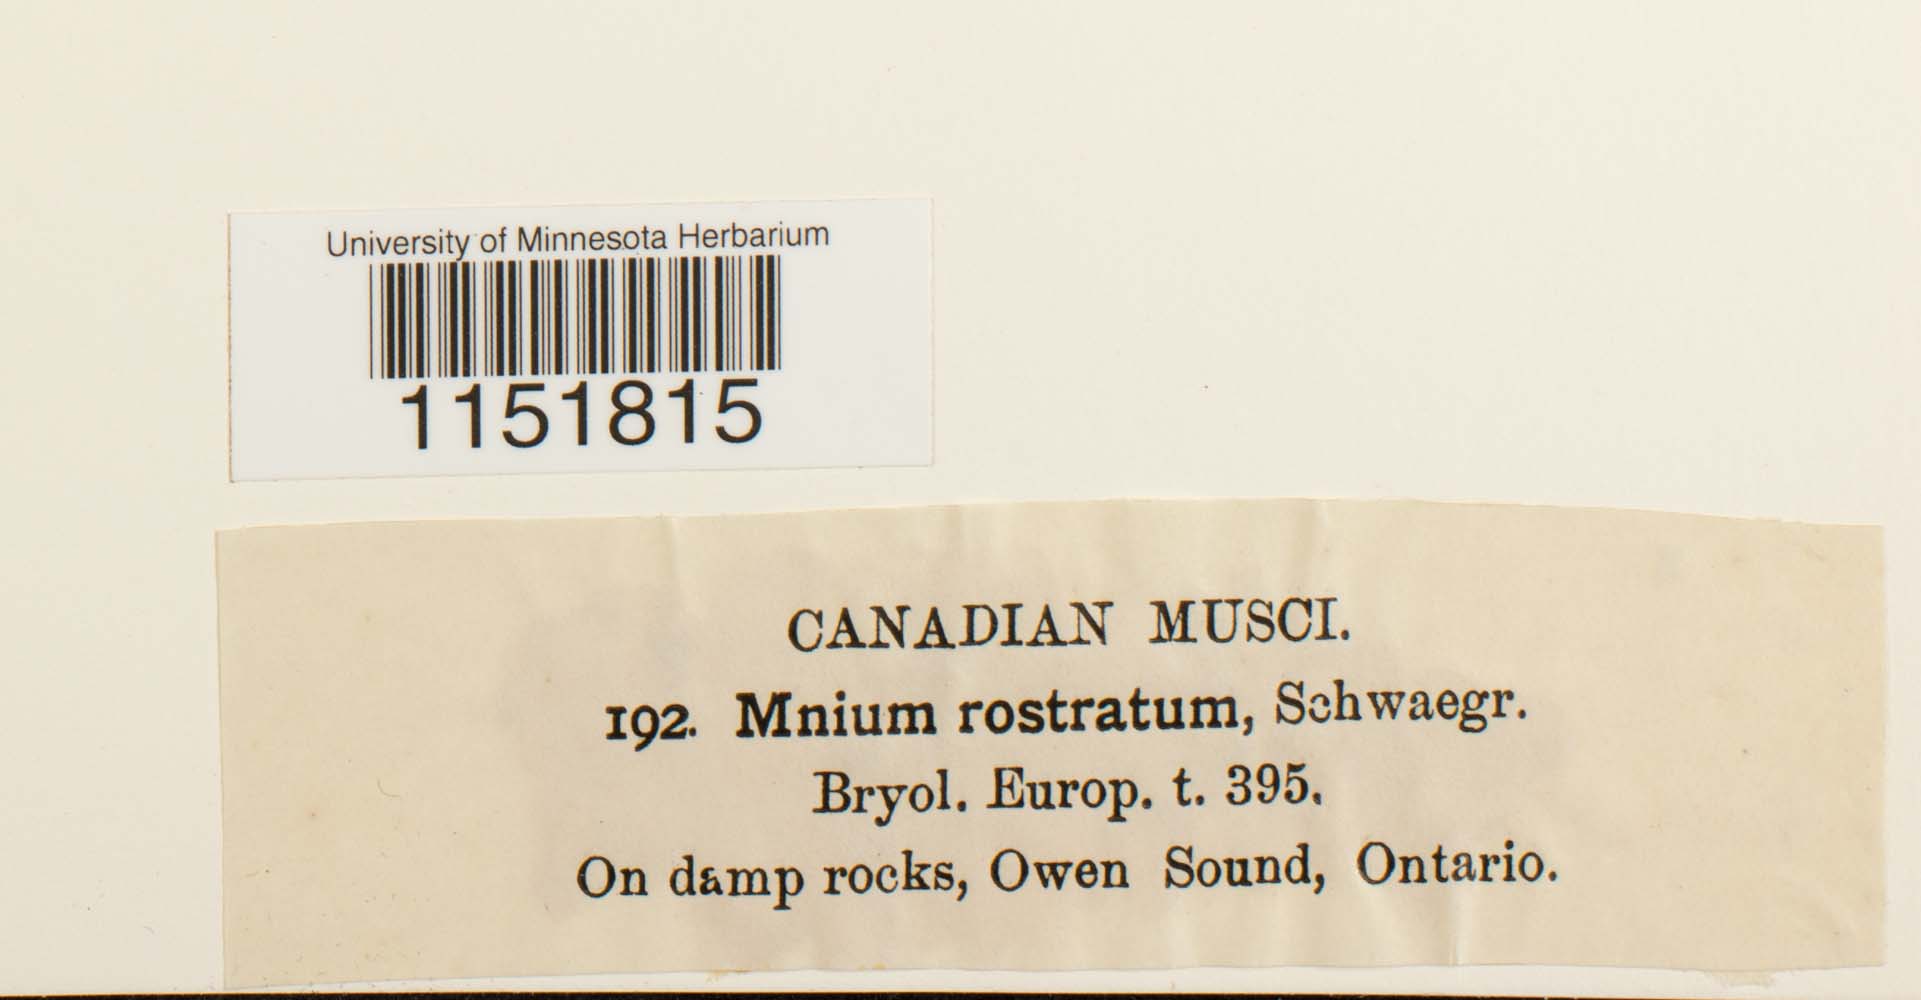 University of Minnesota Herbarium
1151815
CANADIAN MUSCI.
192. Mnium rostratum, Schwaegr.
Bryol. Europ. t. 395.
On damp rocks, Owen Sound, Ontario.